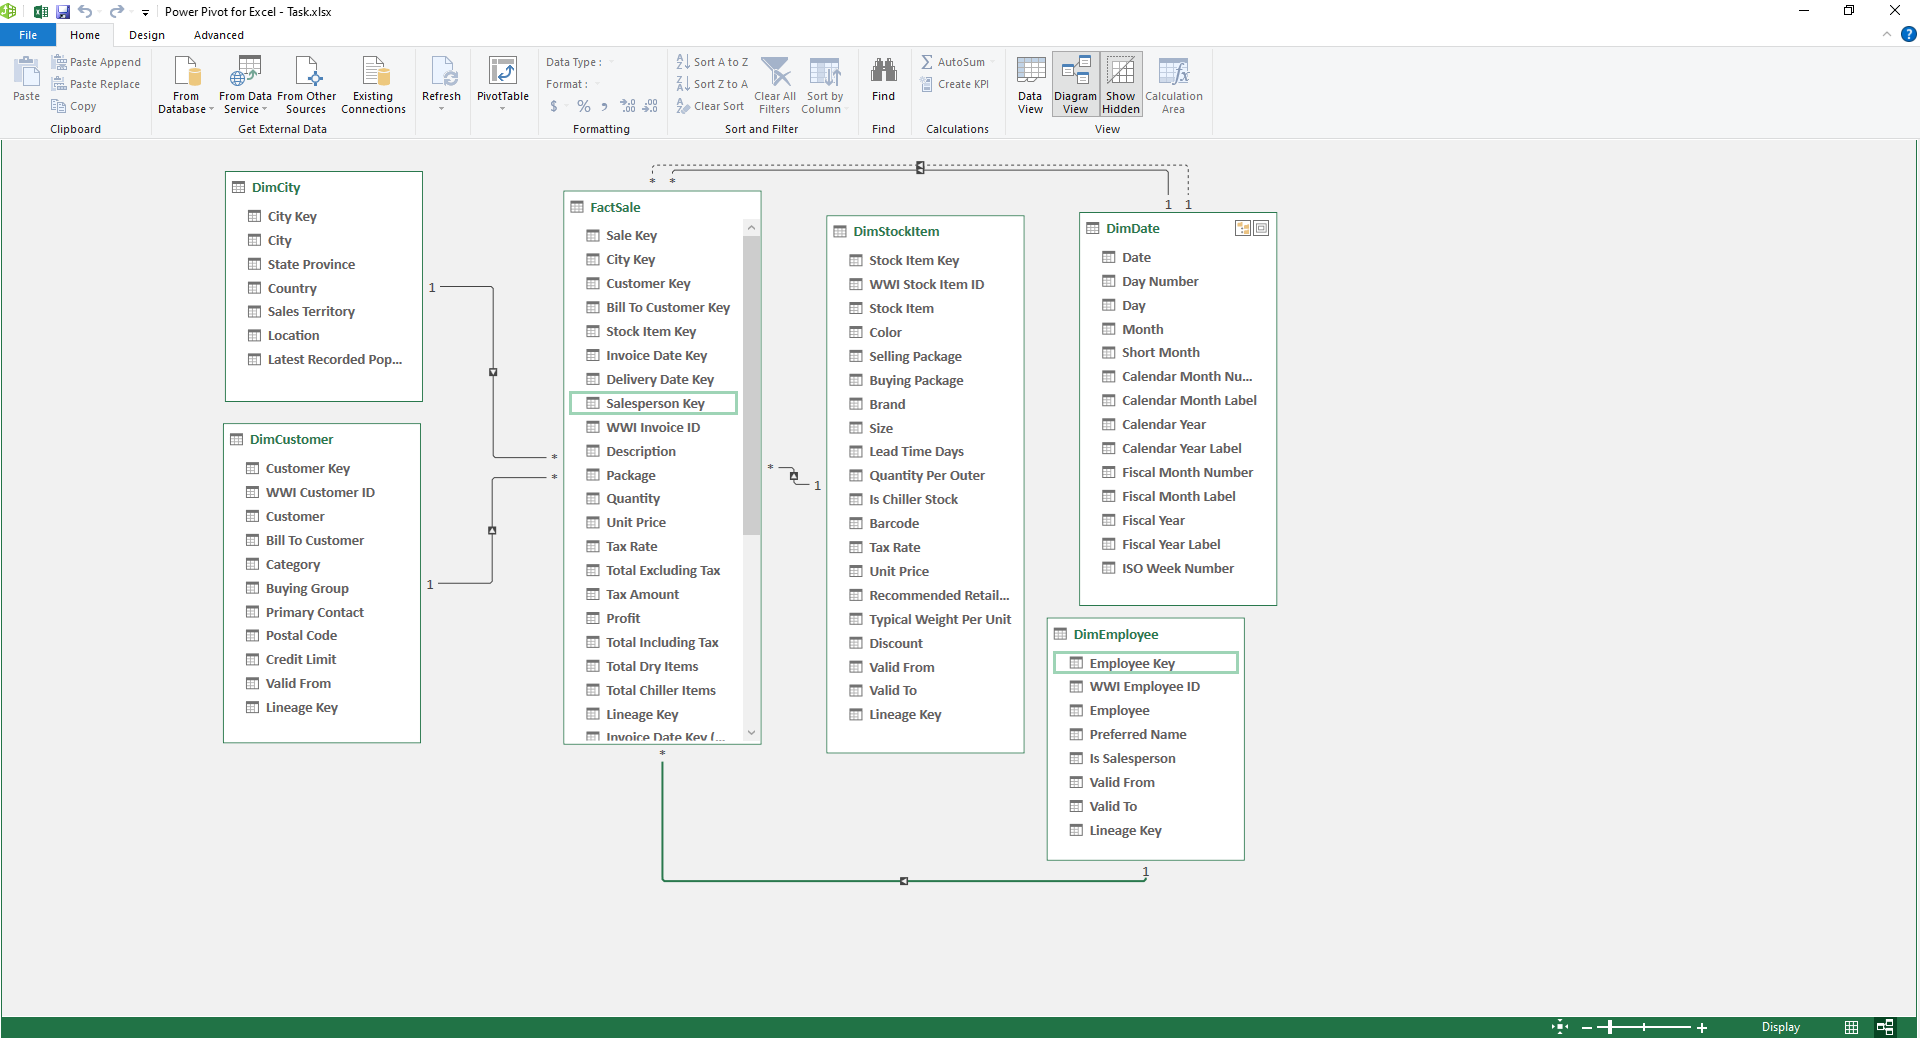 Power Pivot for Excel - Task.xlsx
File
Home
Design
Advanced
?
Paste
Paste Append
Paste Replace
Copy
Clipboard
From
Database
From Data
Service
From Other
Sources
Existing
Connections
Get External Data
Refresh
PivotTable
Data Type :
Format :
$ % , .00 .00
Formatting
Sort A to Z
Sort Z to A
Clear Sort
Clear All
Filters
Sort by
Column
Sort and Filter
Find
Find
AutoSum
Create KPI
Calculations
Data
View
Diagram
View
Show
Hidden
Calculation
Area
View
DimCity
City Key
City
State Province
Country
Sales Territory
Location
Latest Recorded Pop...
1
*
DimCustomer
Customer Key
WWI Customer ID
Customer
Bill To Customer
Category
Buying Group
Primary Contact
Postal Code
Credit Limit
Valid From
Lineage Key
1
*
* *
FactSale
Sale Key
City Key
Customer Key
Bill To Customer Key
Stock Item Key
Invoice Date Key
Delivery Date Key
Salesperson Key
WWI Invoice ID
Description
Package
Quantity
Unit Price
Tax Rate
Total Excluding Tax
Tax Amount
Profit
Total Including Tax
Total Dry Items
Total Chiller Items
Lineage Key
Invoice Date Key (...
*
* 1
DimStockItem
Stock Item Key
WWI Stock Item ID
Stock Item
Color
Selling Package
Buying Package
Brand
Size
Lead Time Days
Quantity Per Outer
Is Chiller Stock
Barcode
Tax Rate
Unit Price
Recommended Retail...
Typical Weight Per Unit
Discount
Valid From
Valid To
Lineage Key
1 1
DimDate
Date
Day Number
Day
Month
Short Month
Calendar Month Nu...
Calendar Month Label
Calendar Year
Calendar Year Label
Fiscal Month Number
Fiscal Month Label
Fiscal Year
Fiscal Year Label
ISO Week Number
DimEmployee
Employee Key
WWI Employee ID
Employee
Preferred Name
Is Salesperson
Valid From
Valid To
Lineage Key
1
Display